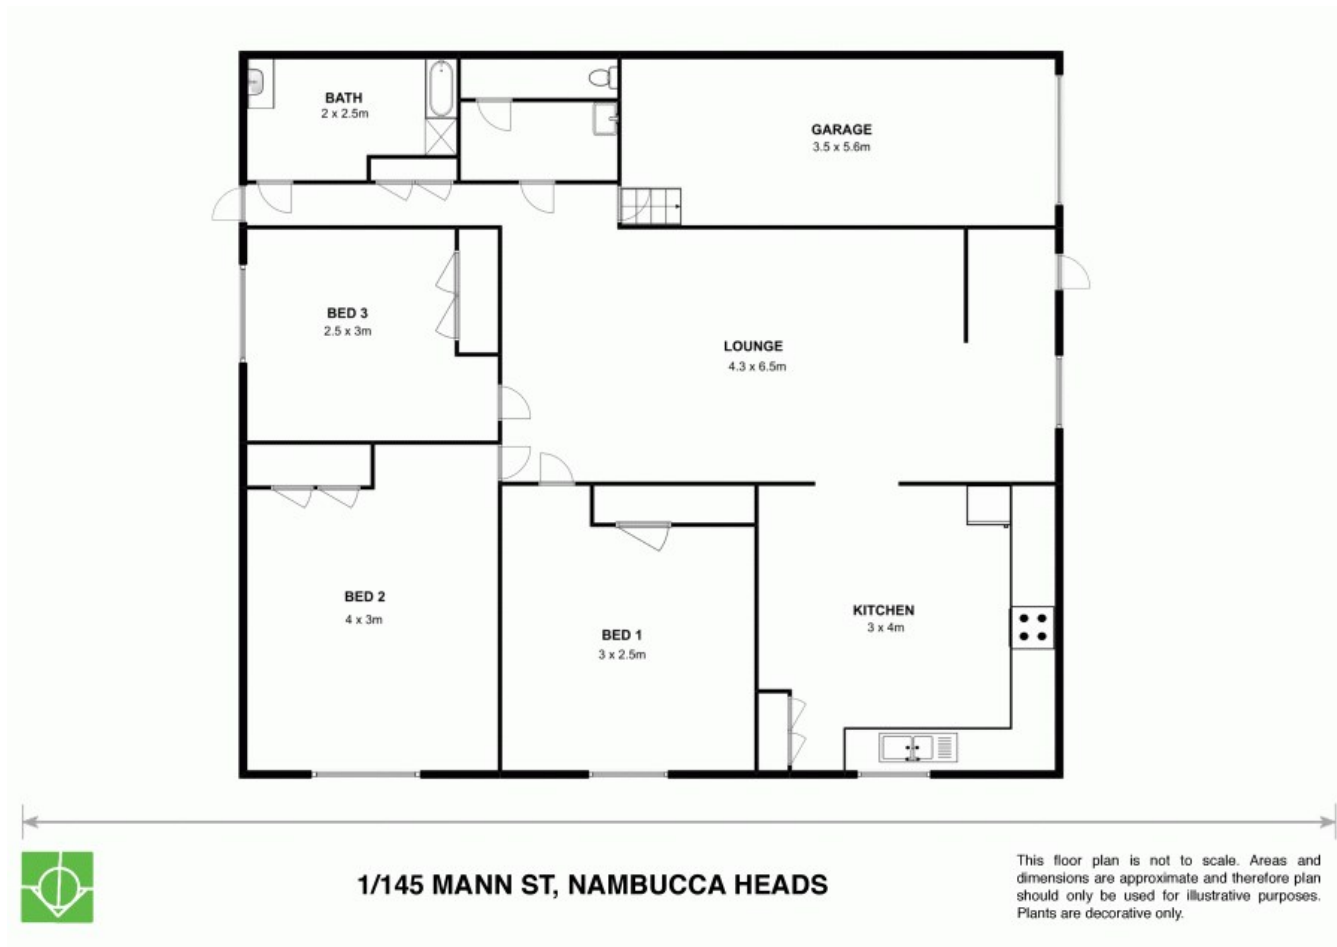 BATH
2 x 2.5m
GARAGE
3.5 x 5.6m
BED 3
2.5 x 3m
LOUNGE
4.3 x 6.5m
BED 2
4 x 3m
BED 1
3 x 2.5m
KITCHEN
3 x 4m
1/145 MANN ST, NAMBUCCA HEADS
This floor plan is not to scale. Areas and
dimensions are approximate and therefore plan
should only be used for illustrative purposes.
Plants are decorative only.